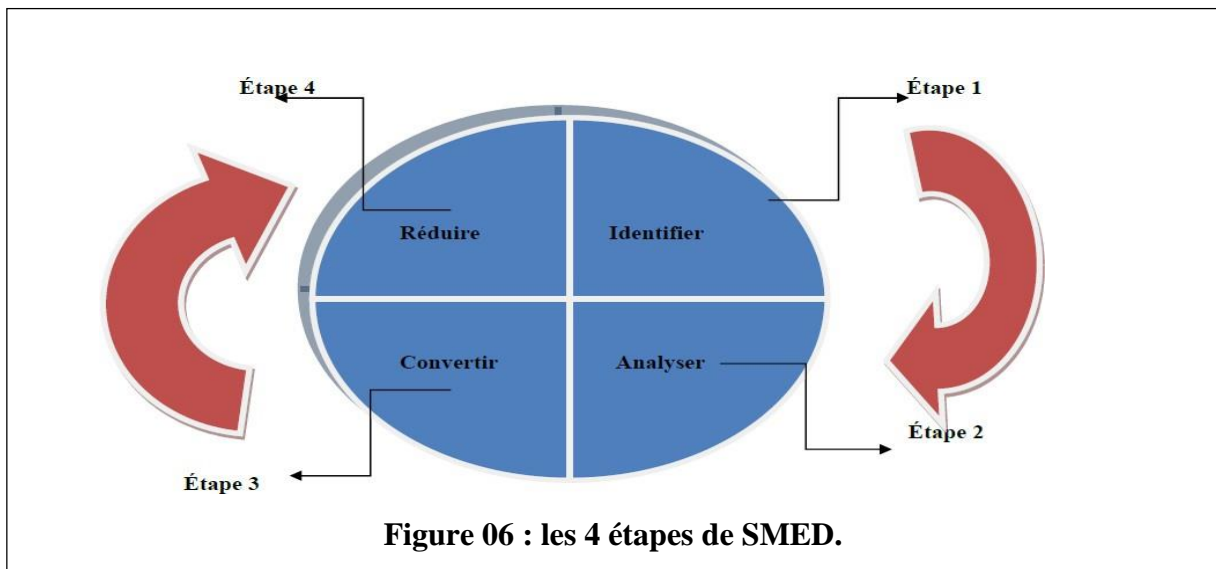 Étape 4
Étape 1
Réduire
Identifier
Convertir
Analyser
Étape 2
Étape 3
Figure 06 : les 4 étapes de SMED.